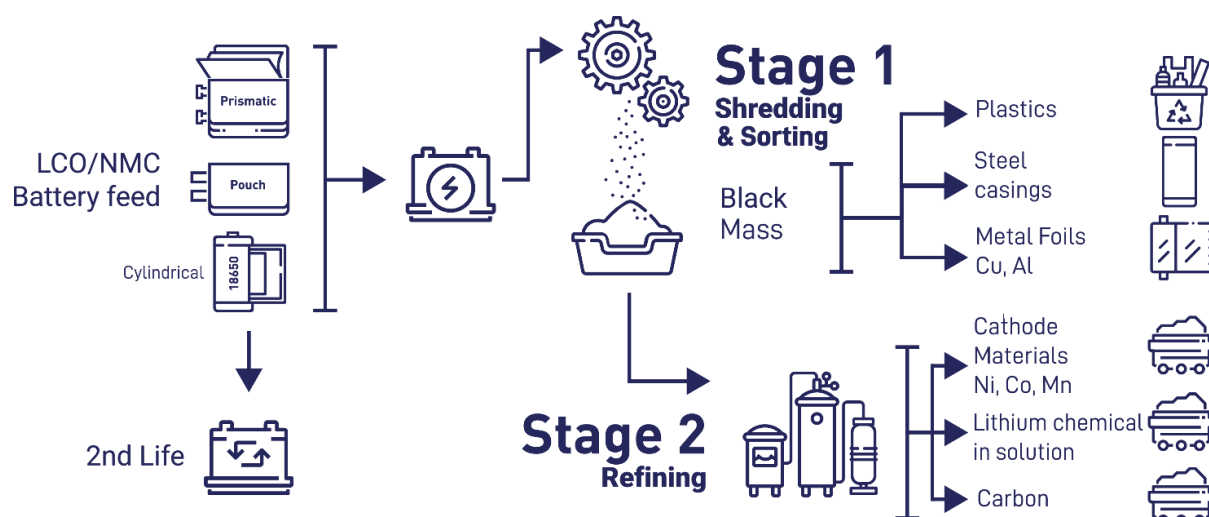 Prismatic
LCO/NMC
Battery feed
Pouch
Cylindrical
18650
2nd Life
Stage 1
Shredding
& Sorting
Black
Mass
Plastics
Steel
casings
Metal Foils
Cu, Al
Stage 2
Refining
Cathode
Materials
Ni, Co, Mn
Lithium chemical
in solution
Carbon